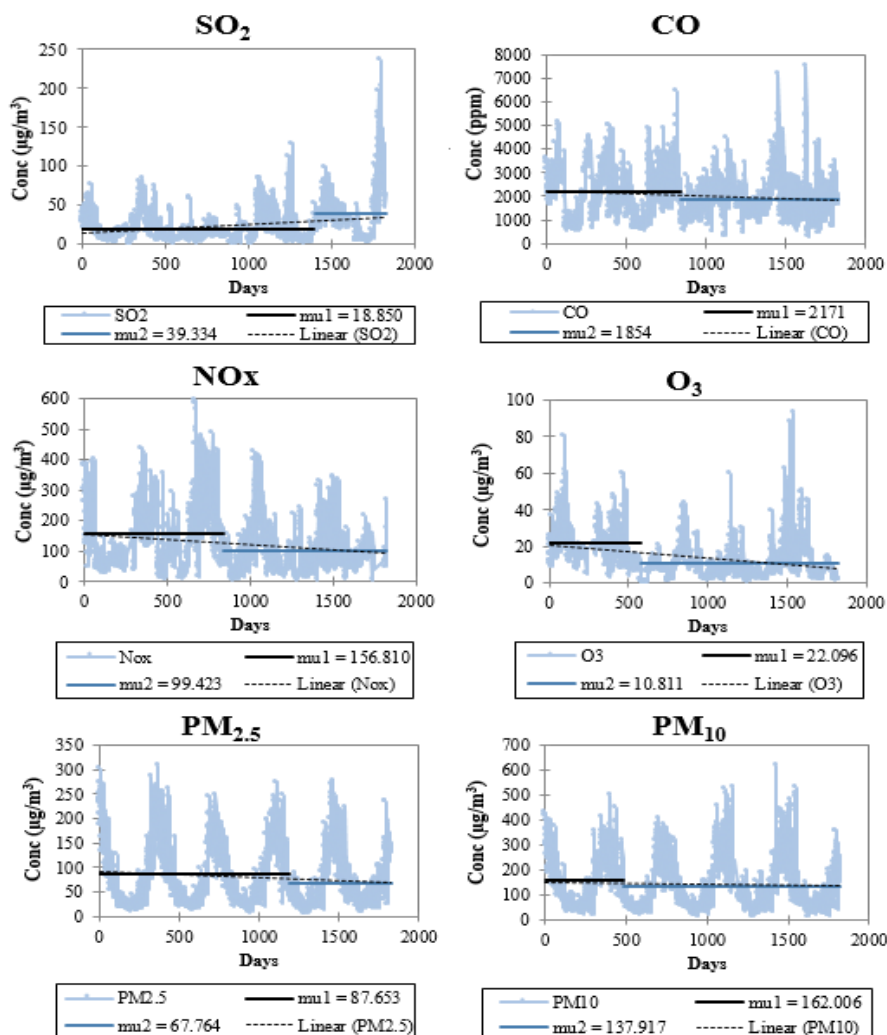 SO2
Conc (µg/m³)
250
200
150
100
50
0
0 500 1000 1500 2000
Days
SO2 mu1 = 18.850
mu2 = 39.334 Linear (SO2)
CO
Conc (ppm)
8000
7000
6000
5000
4000
3000
2000
1000
0
0 500 1000 1500 2000
Days
CO mu1 = 2171
mu2 = 1854 Linear (CO)
NOx
Conc (µg/m³)
600
500
400
300
200
100
0
0 500 1000 1500 2000
Days
Nox mu1 = 156.810
mu2 = 99.423 Linear (Nox)
O3
Conc (µg/m³)
100
80
60
40
20
0
0 500 1000 1500 2000
Days
O3 mu1 = 22.096
mu2 = 10.811 Linear (O3)
PM2.5
Conc (µg/m³)
350
300
250
200
150
100
50
0
0 500 1000 1500 2000
Days
PM2.5 mu1 = 87.653
mu2 = 67.764 Linear (PM2.5)
PM10
Conc (µg/m³)
700
600
500
400
300
200
100
0
0 500 1000 1500 2000
Days
PM10 mu1 = 162.006
mu2 = 137.917 Linear (PM10)